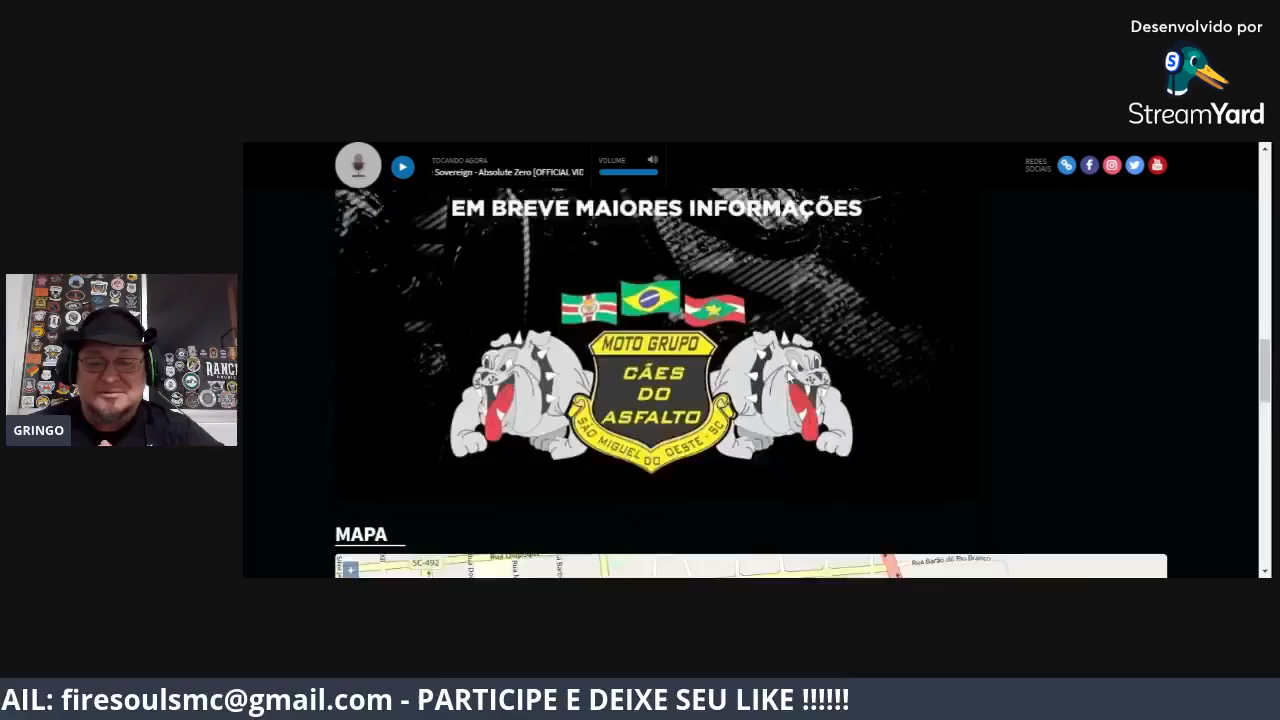 Desenvolvido por
StreamYard
TOCANDO AGORA
: Sovereign - Absolute Zero [OFFICIAL VID
VOLUME
REDES
SOCIAIS
EM BREVE MAIORES INFORMAÇÕES
MOTO GRUPO
CÃES
DO
ASFALTO
SÃO MIGUEL DO OESTE - SC
GRINGO
MAPA
SC-492
Rua Barão do Rio Branco
AIL: firesoulsmc@gmail.com - PARTICIPE E DEIXE SEU LIKE !!!!!!